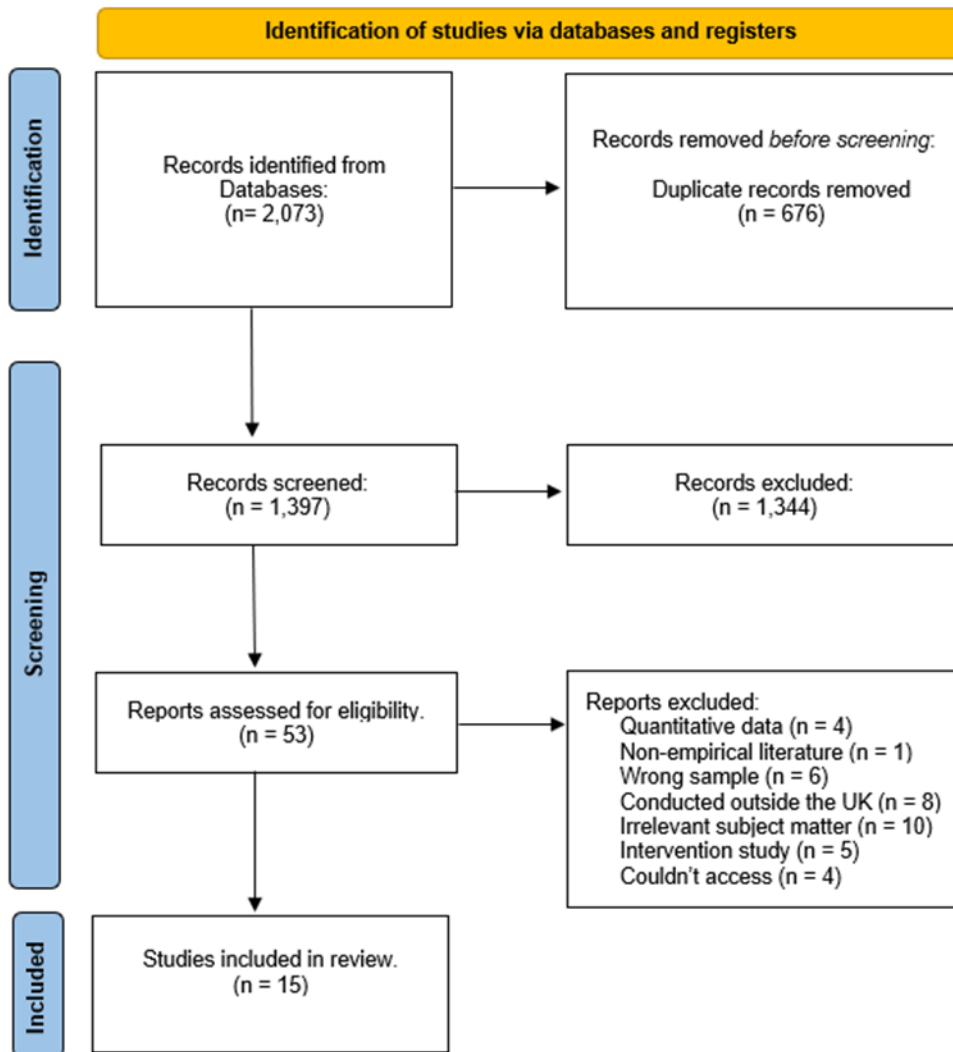 Identification of studies via databases and registers
Identification
Records identified from
Databases:
(n= 2,073)
Records removed before screening:
Duplicate records removed
(n = 676)
Screening
Records screened:
(n = 1,397)
Records excluded:
(n = 1,344)
Reports assessed for eligibility.
(n = 53)
Reports excluded:
Quantitative data (n = 4)
Non-empirical literature (n = 1)
Wrong sample (n = 6)
Conducted outside the UK (n = 8)
Irrelevant subject matter (n = 10)
Intervention study (n = 5)
Couldn't access (n = 4)
Included
Studies included in review.
(n = 15)